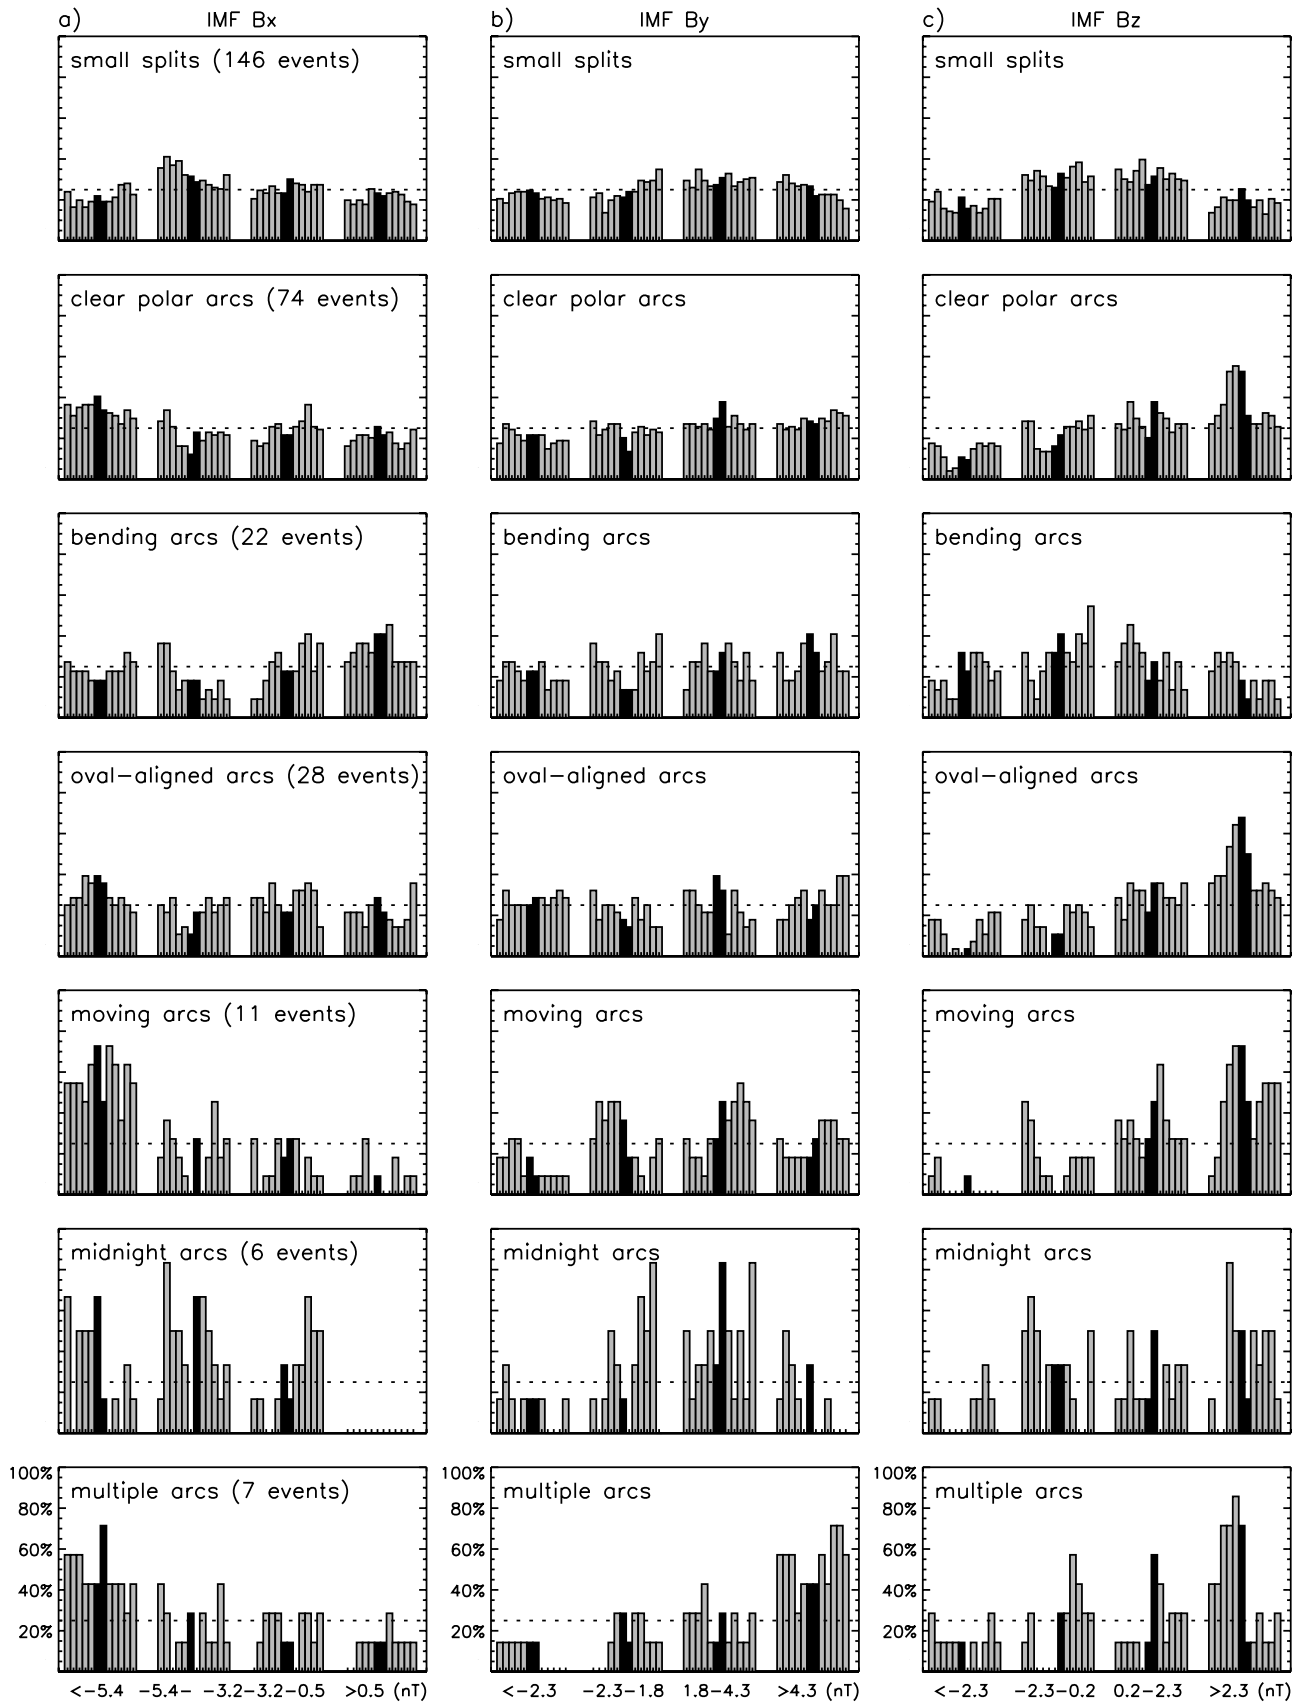 a) IMF Bx b) IMF By c) IMF Bz
small splits (146 events) small splits small splits
clear polar arcs (74 events) clear polar arcs clear polar arcs
bending arcs (22 events) bending arcs bending arcs
oval-aligned arcs (28 events) oval-aligned arcs oval-aligned arcs
moving arcs (11 events) moving arcs moving arcs
midnight arcs (6 events) midnight arcs midnight arcs
100% 100% 100%
multiple arcs (7 events) multiple arcs multiple arcs
80% 80% 80%
60% 60% 60%
40% 40% 40%
20% 20% 20%
<-5.4 -5.4- -3.2-3.2-0.5 >0.5 (nT) <-2.3 -2.3-1.8 1.8-4.3 >4.3 (nT) <-2.3 -2.3-0.2 0.2-2.3 >2.3 (nT)